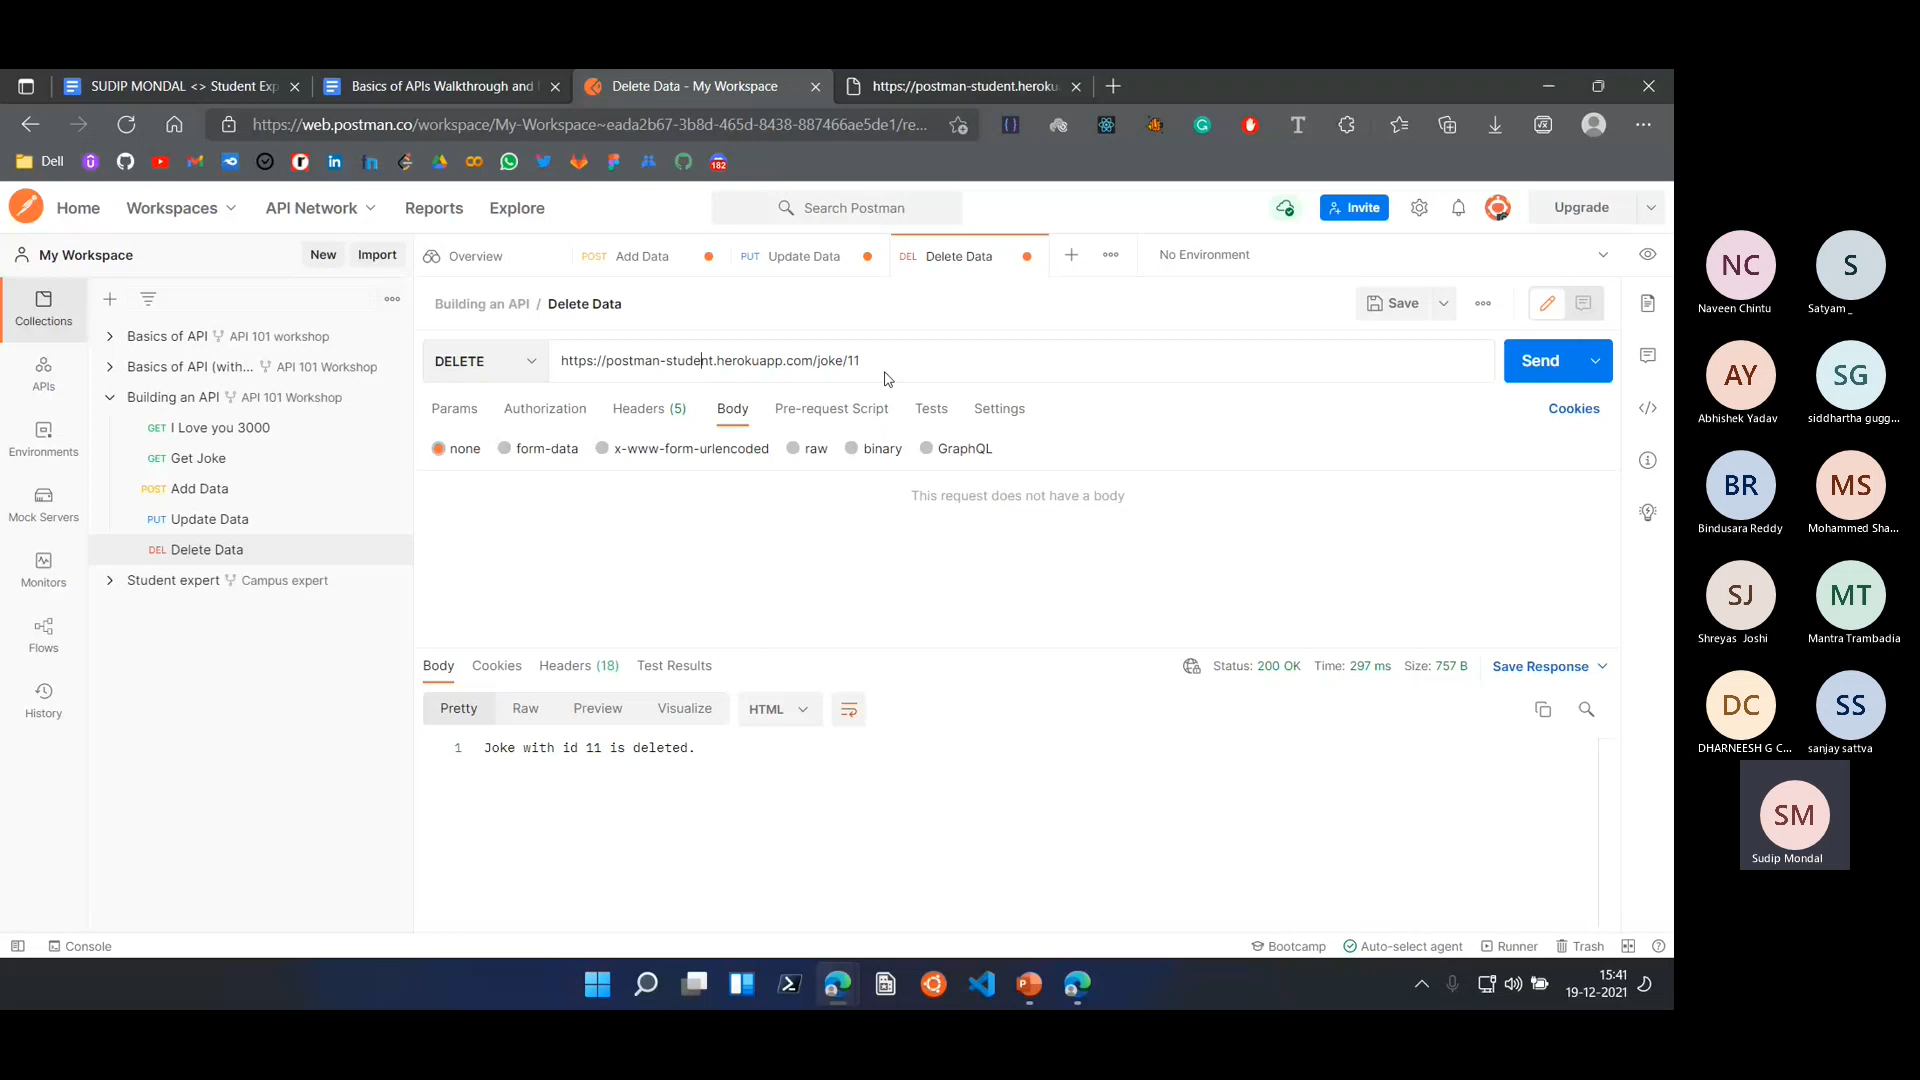 SUDIP MONDAL <> Student Exp
Basics of APIs Walkthrough and
Delete Data - My Workspace
https://postman-student.heroku
https://web.postman.co/workspace/My-Workspace~eada2b67-3b8d-465d-8438-887466ae5de1/re...
Dell
182
Home
Workspaces
API Network
Reports
Explore
Search Postman
Invite
Upgrade
My Workspace
New
Import
Overview
POST Add Data
PUT Update Data
DEL Delete Data
No Environment
Collections
APIs
Environments
Mock Servers
Monitors
Flows
History
Basics of API API 101 workshop
Basics of API (with... API 101 Workshop
Building an API API 101 Workshop
GET I Love you 3000
GET Get Joke
POST Add Data
PUT Update Data
DEL Delete Data
Student expert Campus expert
Building an API / Delete Data
Save
DELETE
https://postman-student.herokuapp.com/joke/11
Send
Params
Authorization
Headers (5)
Body
Pre-request Script
Tests
Settings
Cookies
none
form-data
x-www-form-urlencoded
raw
binary
GraphQL
This request does not have a body
Body
Cookies
Headers (18)
Test Results
Status: 200 OK
Time: 297 ms
Size: 757 B
Save Response
Pretty
Raw
Preview
Visualize
HTML
1 Joke with id 11 is deleted.
Console
Bootcamp
Auto-select agent
Runner
Trash
15:41
19-12-2021
NC
Naveen Chintu
S
Satyam _
AY
Abhishek Yadav
SG
siddhartha gugg...
BR
Bindusara Reddy
MS
Mohammed Sha...
SJ
Shreyas Joshi
MT
Mantra Trambadia
DC
DHARNEESH G C...
SS
sanjay sattva
SM
Sudip Mondal